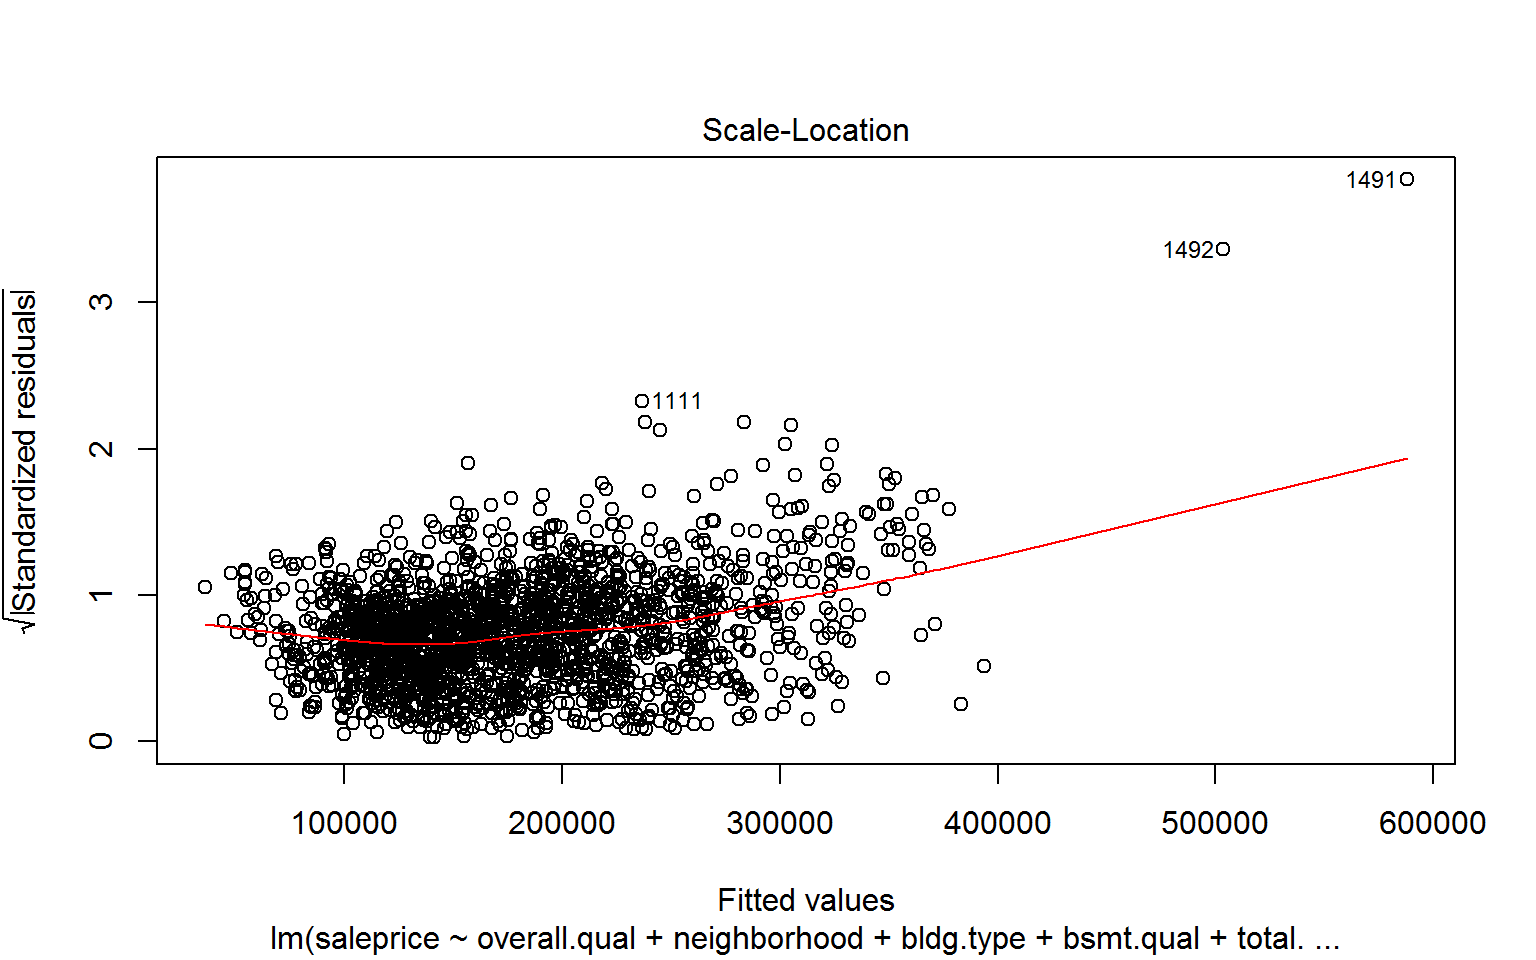 Scale-Location
1491
1492
1111
√|Standardized residuals|
3
2
1
0
100000 200000 300000 400000 500000 600000
Fitted values
lm(saleprice ~ overall.qual + neighborhood + bldg.type + bsmt.qual + total. ...